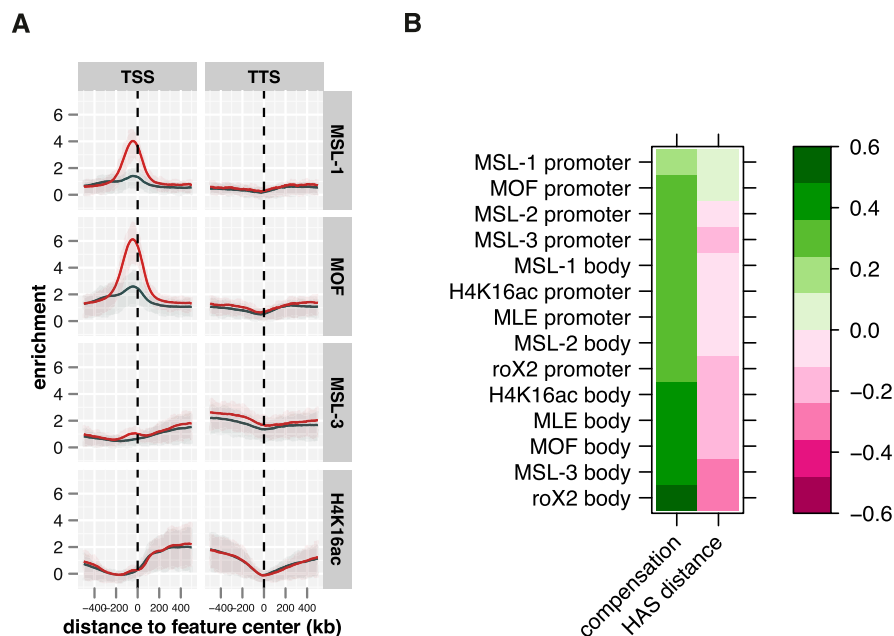 A
B
TSS
TTS
6
4
2
0
MSL-1
6
4
2
0
MOF
6
4
2
0
MSL-3
6
4
2
0
H4K16ac
enrichment
−400 −200 0 200 400
−400 −200 0 200 400
distance to feature center (kb)
MSL-1 promoter
MOF promoter
MSL-2 promoter
MSL-3 promoter
MSL-1 body
H4K16ac promoter
MLE promoter
MSL-2 body
roX2 promoter
H4K16ac body
MLE body
MOF body
MSL-3 body
roX2 body
compensation
HAS distance
0.6
0.4
0.2
0.0
−0.2
−0.4
−0.6